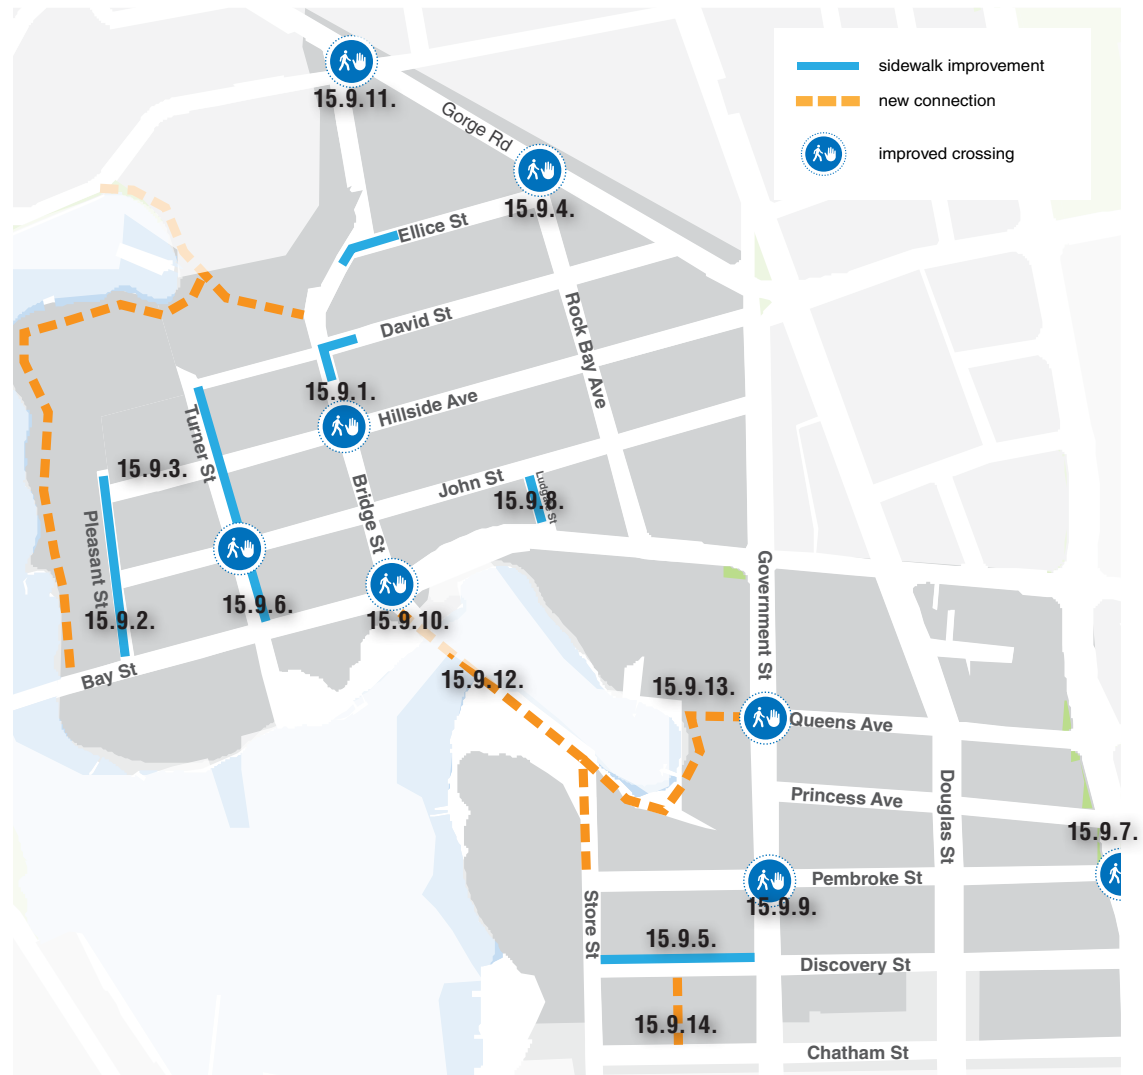 sidewalk improvement
new connection
improved crossing
15.9.11.
Gorge Rd
15.9.4.
Ellice St
David St
Rock Bay Ave
15.9.1.
Hillside Ave
Turner St
15.9.3.
John St
Bridge St
15.9.8.
Pleasant St
15.9.2.
15.9.6.
15.9.10.
Bay St
Government St
15.9.12.
15.9.13.
Queens Ave
Princess Ave
Douglas St
15.9.7.
Pembroke St
15.9.9.
Store St
15.9.5.
Discovery St
15.9.14.
Chatham St